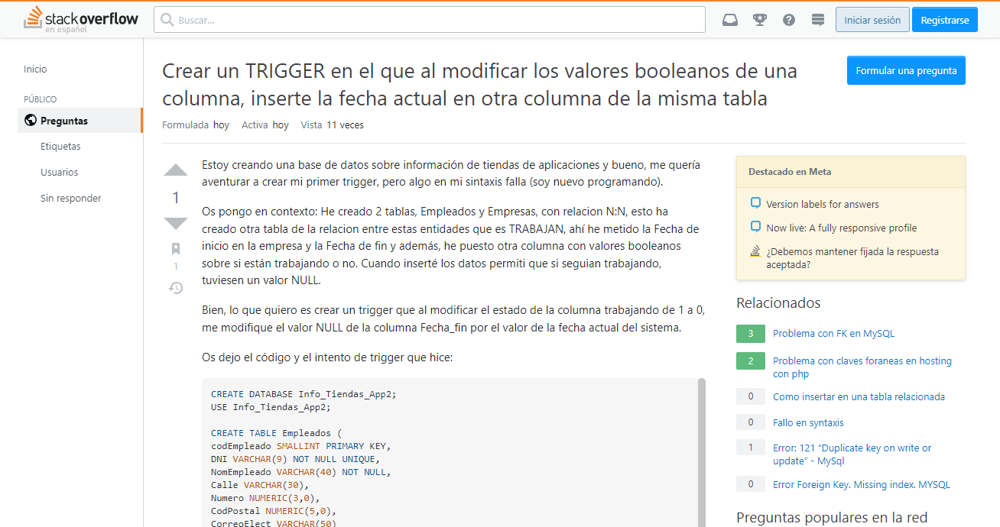 stackoverflow
en español
Buscar...
Iniciar sesión
Registrarse
Inicio
PÚBLICO
Preguntas
Etiquetas
Usuarios
Sin responder
Crear un TRIGGER en el que al modificar los valores booleanos de una
columna, inserte la fecha actual en otra columna de la misma tabla
Formular una pregunta
Formulada hoy Activa hoy Vista 11 veces
1
1
Estoy creando una base de datos sobre información de tiendas de aplicaciones y bueno, me quería
aventurar a crear mi primer trigger, pero algo en mi sintaxis falla (soy nuevo programando).
Os pongo en contexto: He creado 2 tablas, Empleados y Empresas, con relacion N:N, esto ha
creado otra tabla de la relacion entre estas entidades que es TRABAJAN, ahí he metido la Fecha de
inicio en la empresa y la Fecha de fin y además, he puesto otra columna con valores booleanos
sobre si están trabajando o no. Cuando inserté los datos permiti que si seguian trabajando,
tuviesen un valor NULL.
Bien, lo que quiero es crear un trigger que al modificar el estado de la columna trabajando de 1 a 0,
me modifique el valor NULL de la columna Fecha_fin por el valor de la fecha actual del sistema.
Os dejo el código y el intento de trigger que hice:
CREATE DATABASE Info_Tiendas_App2;
USE Info_Tiendas_App2;
CREATE TABLE Empleados (
codEmpleado SMALLINT PRIMARY KEY,
DNI VARCHAR(9) NOT NULL UNIQUE,
NomEmpleado VARCHAR(40) NOT NULL,
Calle VARCHAR(30),
Numero NUMERIC(3,0),
CodPostal NUMERIC(5,0),
CorreoElect VARCHAR(50)
Destacado en Meta
Version labels for answers
Now live: A fully responsive profile
¿Debemos mantener fijada la respuesta
aceptada?
Relacionados
3 Problema con FK en MySQL
2 Problema con claves foraneas en hosting
con php
0 Como insertar en una tabla relacionada
0 Fallo en syntaxis
1 Error: 121 “Duplicate key on write or
update” - MySql
0 Error Foreign Key. Missing index. MYSQL
Preguntas populares en la red